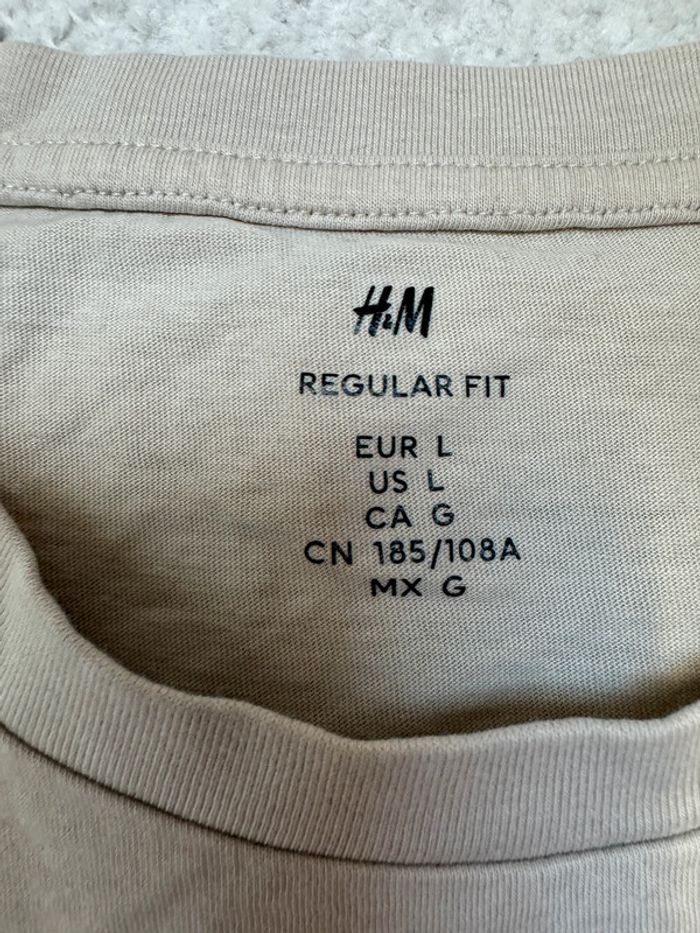 H&M
REGULAR FIT
EUR L
US L
CA G
CN 185/108A
MX G